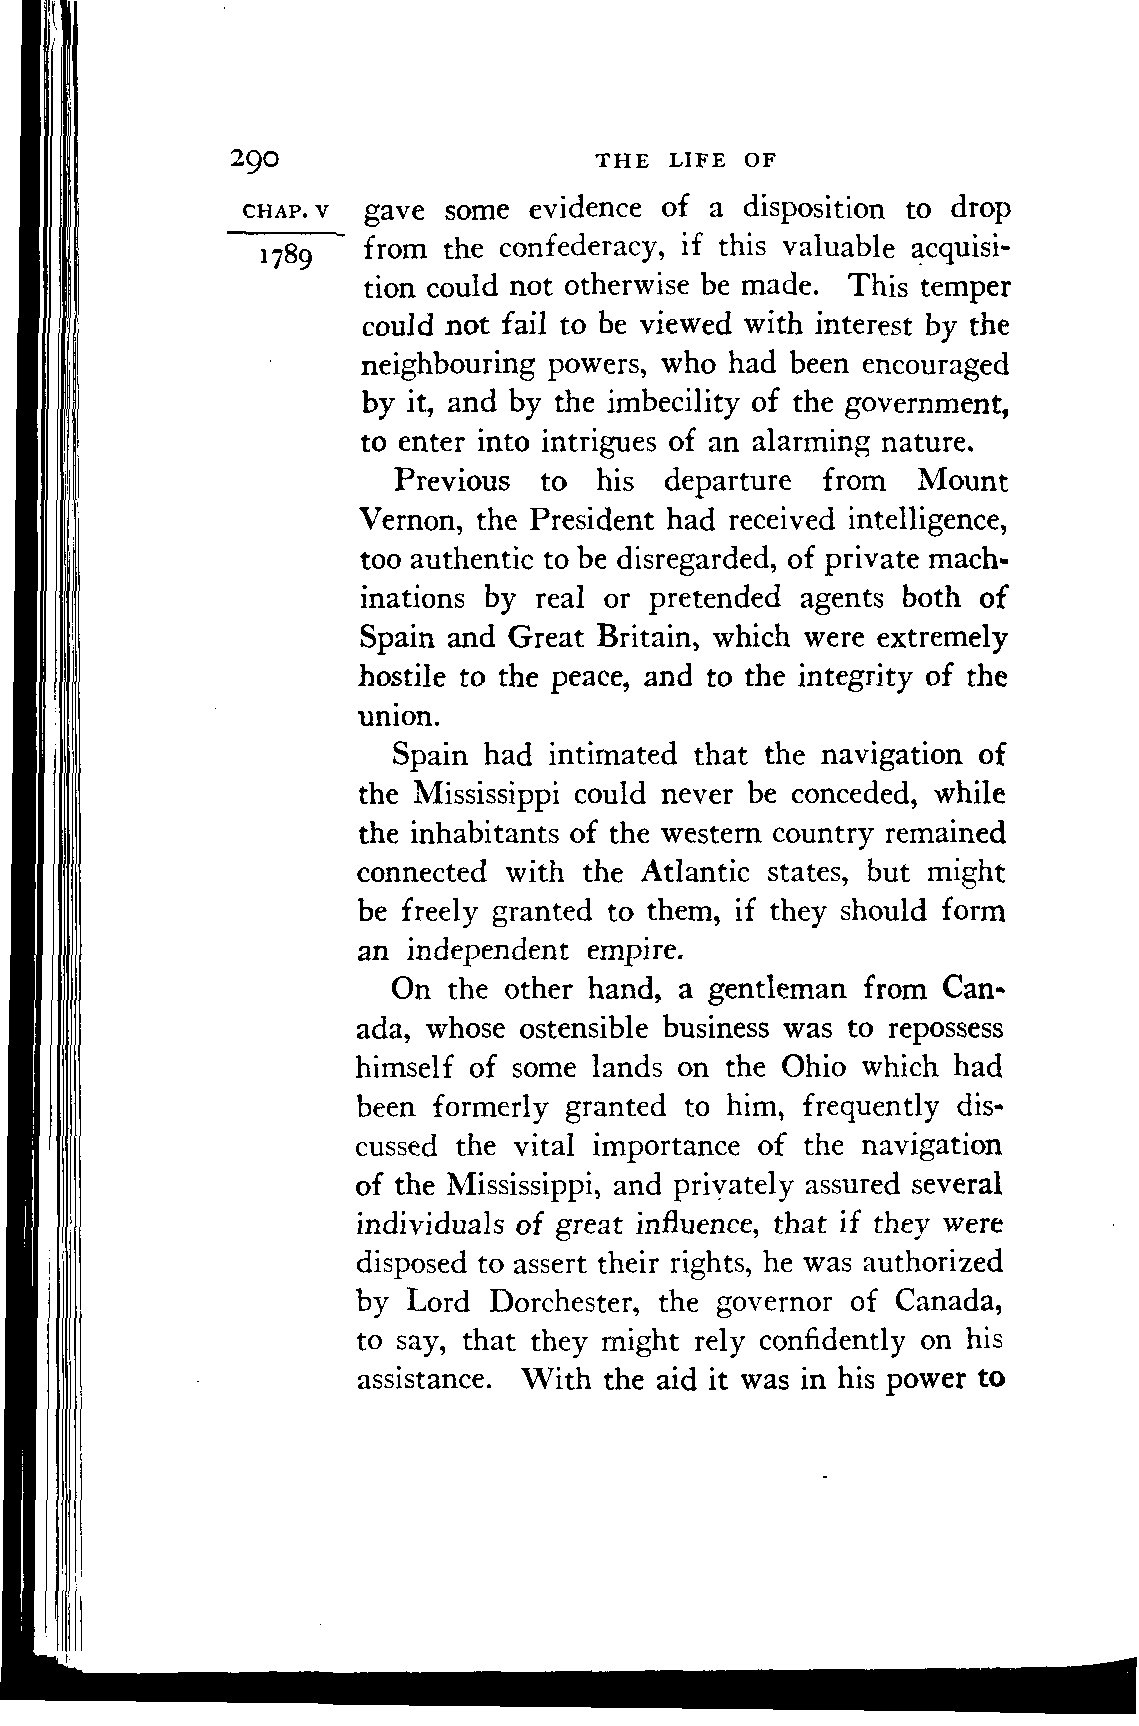 290 THE LIFE OF
CHAP. V gave some evidence of a disposition to drop
1789 from the confederacy, if this valuable acquisi-
tion could not otherwise be made. This temper
could not fail to be viewed with interest by the
neighbouring powers, who had been encouraged
by it, and by the imbecility of the government,
to enter into intrigues of an alarming nature.
Previous to his departure from Mount
Vernon, the President had received intelligence,
too authentic to be disregarded, of private mach-
inations by real or pretended agents both of
Spain and Great Britain, which were extremely
hostile to the peace, and to the integrity of the
union.
Spain had intimated that the navigation of
the Mississippi could never be conceded, while
the inhabitants of the western country remained
connected with the Atlantic states, but might
be freely granted to them, if they should form
an independent empire.
On the other hand, a gentleman from Can-
ada, whose ostensible business was to repossess
himself of some lands on the Ohio which had
been formerly granted to him, frequently dis-
cussed the vital importance of the navigation
of the Mississippi, and privately assured several
individuals of great influence, that if they were
disposed to assert their rights, he was authorized
by Lord Dorchester, the governor of Canada,
to say, that they might rely confidently on his
assistance. With the aid it was in his power to